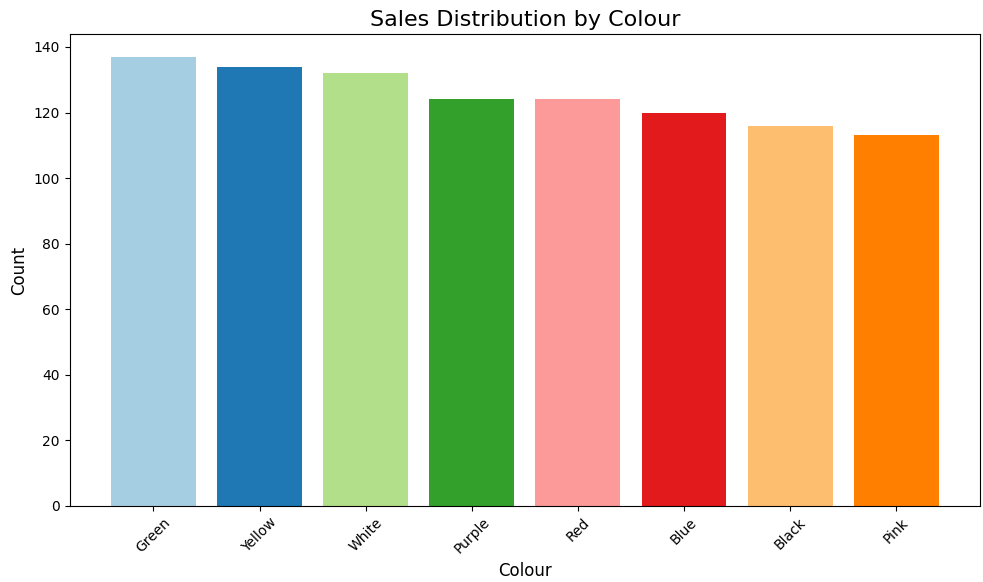 Sales Distribution by Colour
Count
140
120
100
80
60
40
20
0
Green
Yellow
White
Purple
Red
Blue
Black
Pink
Colour